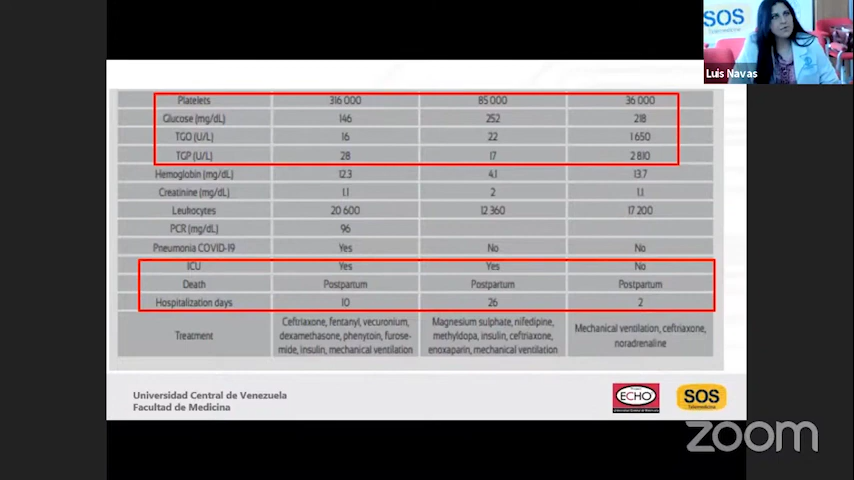 SOS
Telemedicina
Luis Navas
Platelets 316 000 85 000 36 000
Glucose (mg/dL) 146 252 218
TGO (U/L) 16 22 1 650
TGP (U/L) 28 17 2 810
Hemoglobin (mg/dL) 12.3 4.1 13.7
Creatinine (mg/dL) 1.1 2 1.1
Leukocytes 20 600 12 360 17 200
PCR (mg/dL) 96
Pneumonia COVID-19 Yes No No
ICU Yes Yes No
Death Postpartum Postpartum Postpartum
Hospitalization days 10 26 2
Treatment
Ceftriaxone, fentanyl, vecuronium,
dexamethasone, phenytoin, furose-
mide, insulin, mechanical ventilation
Magnesium sulphate, nifedipine,
methyldopa, insulin, ceftriaxone,
enoxaparin, mechanical ventilation
Mechanical ventilation, ceftriaxone,
noradrenaline
Universidad Central de Venezuela
Facultad de Medicina
ECHO
SOS
Telemedicina
zoom